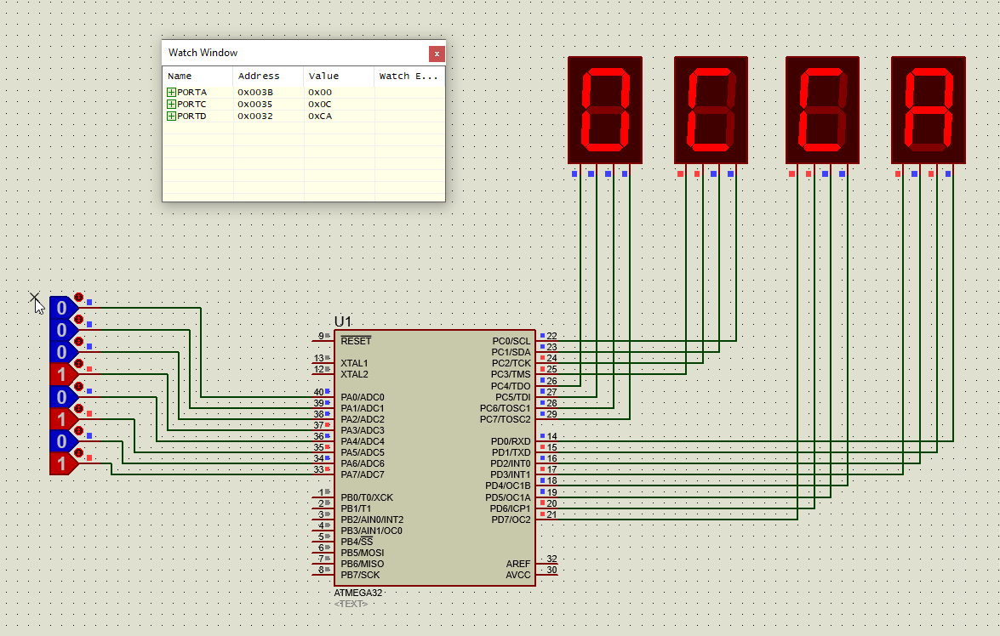 Watch Window
x
Name Address Value Watch E...
PORTA 0x003B 0x00
PORTC 0x0035 0x0C
PORTD 0x0032 0xCA
0CCA
0
0
0
1
0
1
0
1
U1
9 RESET
13 XTAL1
12 XTAL2
40 PA0/ADC0
39 PA1/ADC1
38 PA2/ADC2
37 PA3/ADC3
36 PA4/ADC4
35 PA5/ADC5
34 PA6/ADC6
33 PA7/ADC7
1 PB0/T0/XCK
2 PB1/T1
3 PB2/AIN0/INT2
4 PB3/AIN1/OC0
5 PB4/SS
6 PB5/MOSI
7 PB6/MISO
8 PB7/SCK
PC0/SCL 22
PC1/SDA 23
PC2/TCK 24
PC3/TMS 25
PC4/TDO 26
PC5/TDI 27
PC6/TOSC1 28
PC7/TOSC2 29
PD0/RXD 14
PD1/TXD 15
PD2/INT0 16
PD3/INT1 17
PD4/OC1B 18
PD5/OC1A 19
PD6/ICP1 20
PD7/OC2 21
AREF 32
AVCC 30
ATMEGA32
<TEXT>